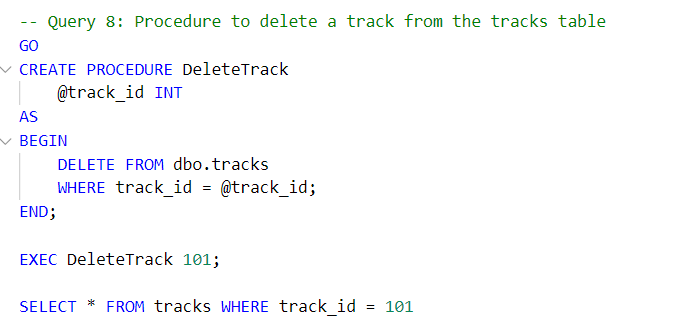 -- Query 8: Procedure to delete a track from the tracks table
GO
CREATE PROCEDURE DeleteTrack
    @track_id INT
AS
BEGIN
    DELETE FROM dbo.tracks
    WHERE track_id = @track_id;
END;

EXEC DeleteTrack 101;

SELECT * FROM tracks WHERE track_id = 101